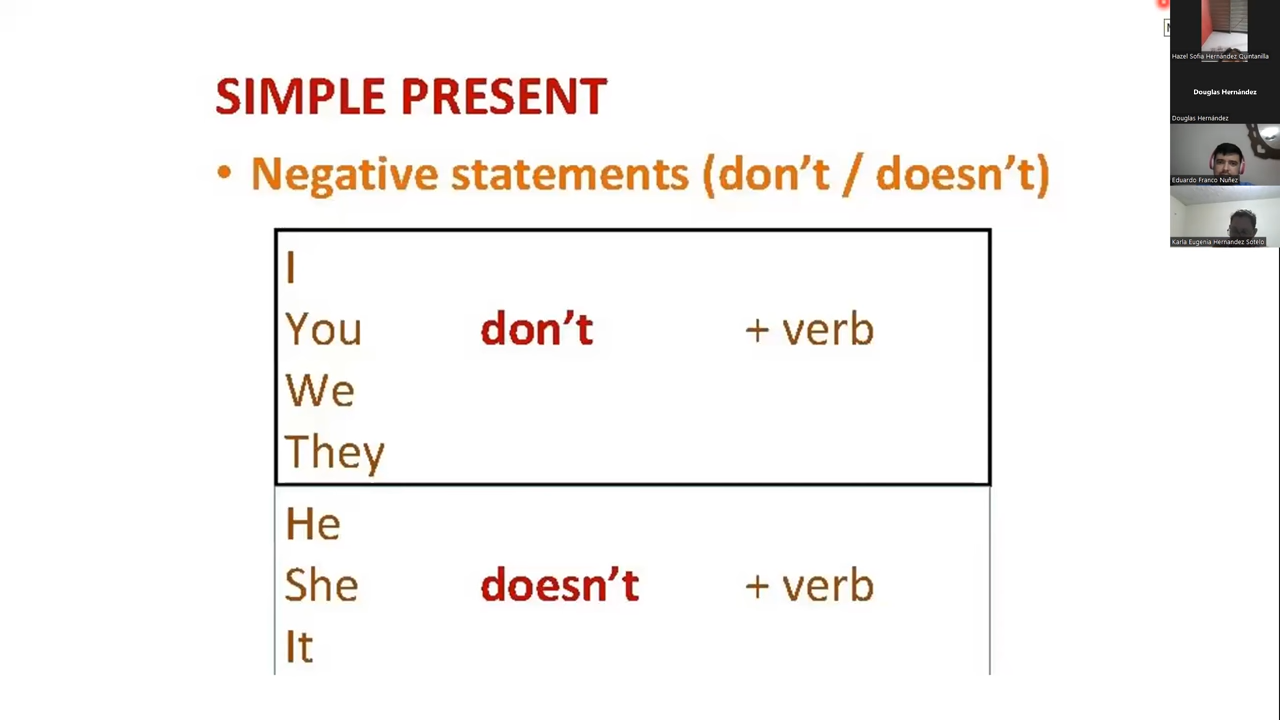 SIMPLE PRESENT
• Negative statements (don't / doesn't)
I
You don't + verb
We
They
He
She doesn't + verb
It
Hazel Sofia Hernández Quintanilla
Douglas Hernández
Douglas Hernández
Eduardo Franco Nuñez
Karla Eugenia Hernandez Sotelo